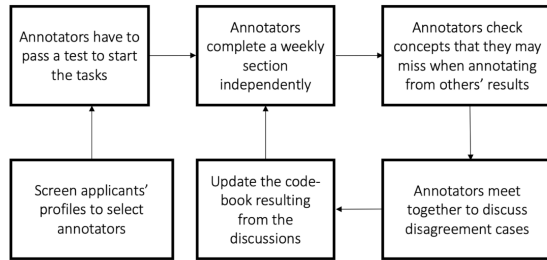 Annotators have to
pass a test to start
the tasks
Annotators
complete a weekly
section
independently
Annotators check
concepts that they may
miss when annotating
from others' results
Screen applicants'
profiles to select
annotators
Update the code-
book resulting
from the
discussions
Annotators meet
together to discuss
disagreement cases